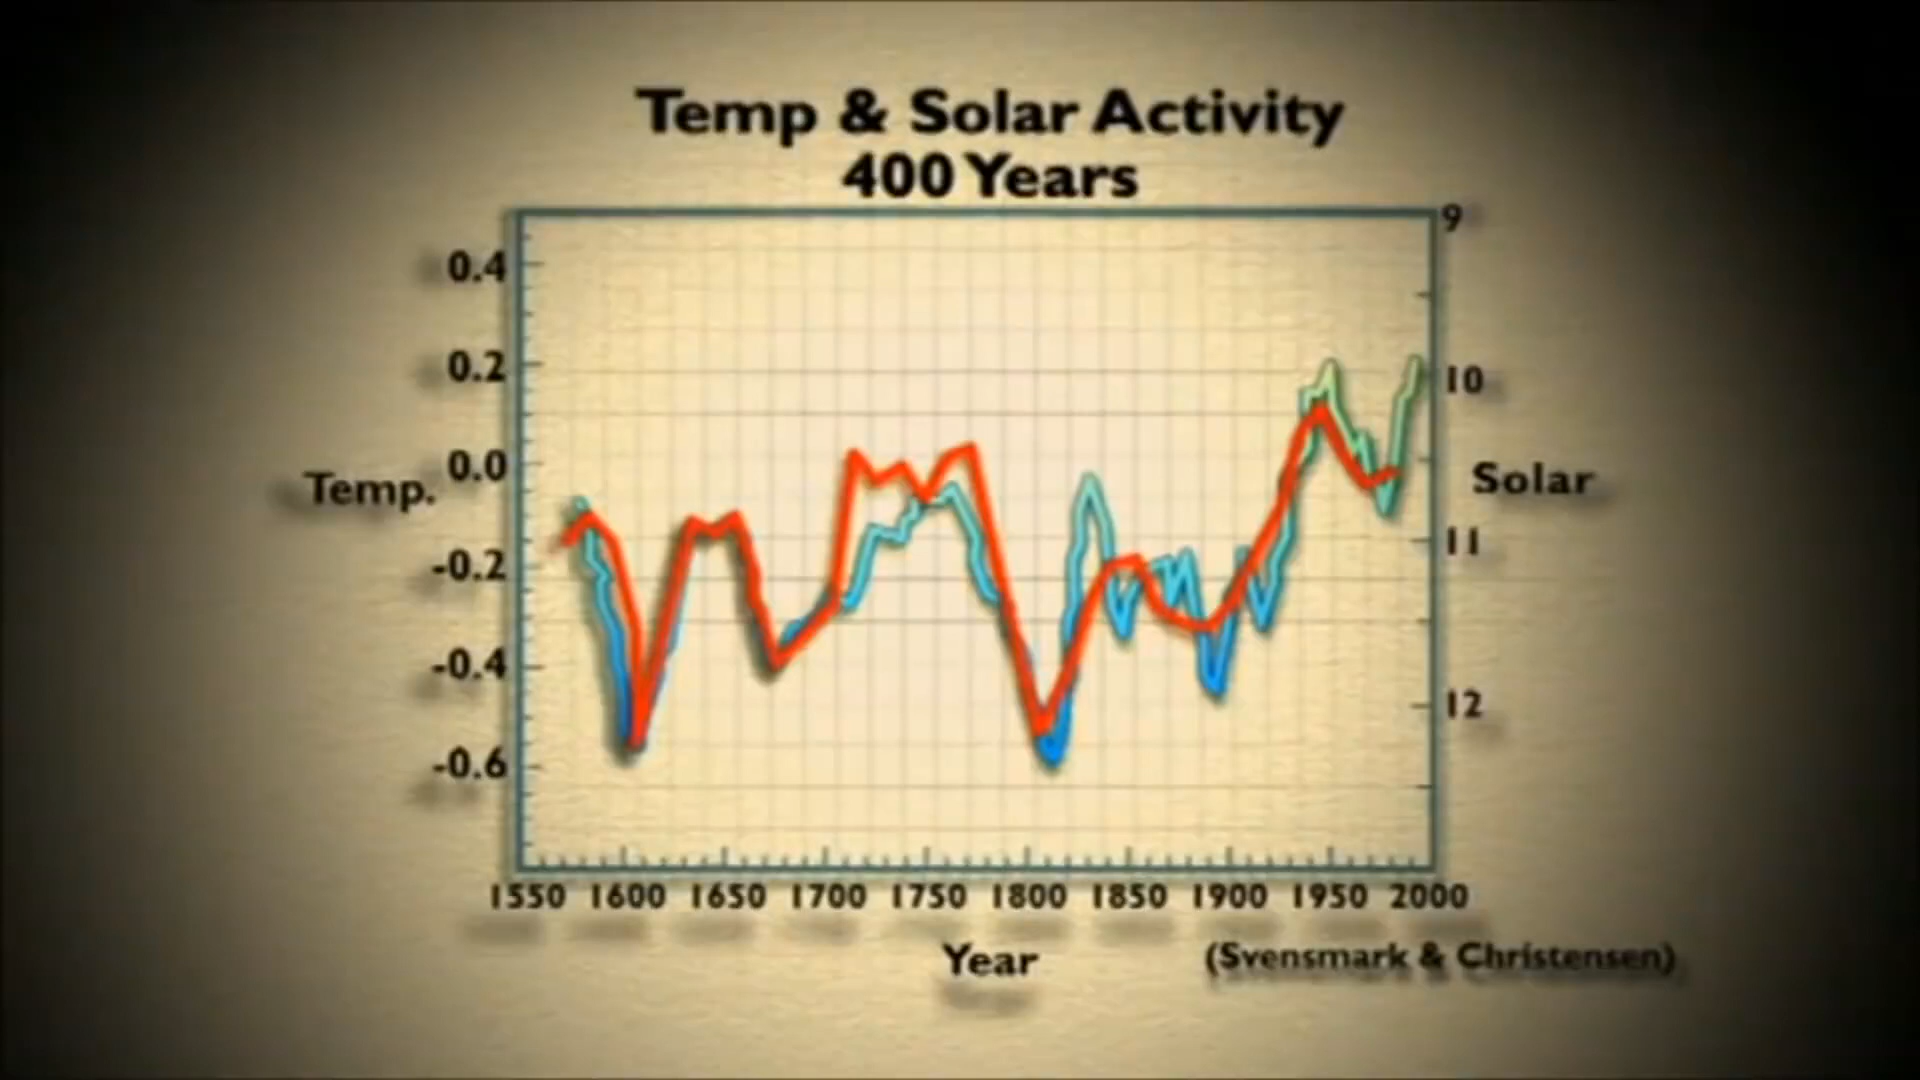 Temp & Solar Activity
400 Years
9
0.4
0.2
10
0.0
Temp.
Solar
11
-0.2
-0.4
12
-0.6
1550 1600 1650 1700 1750 1800 1850 1900 1950 2000
Year
(Svensmark & Christensen)